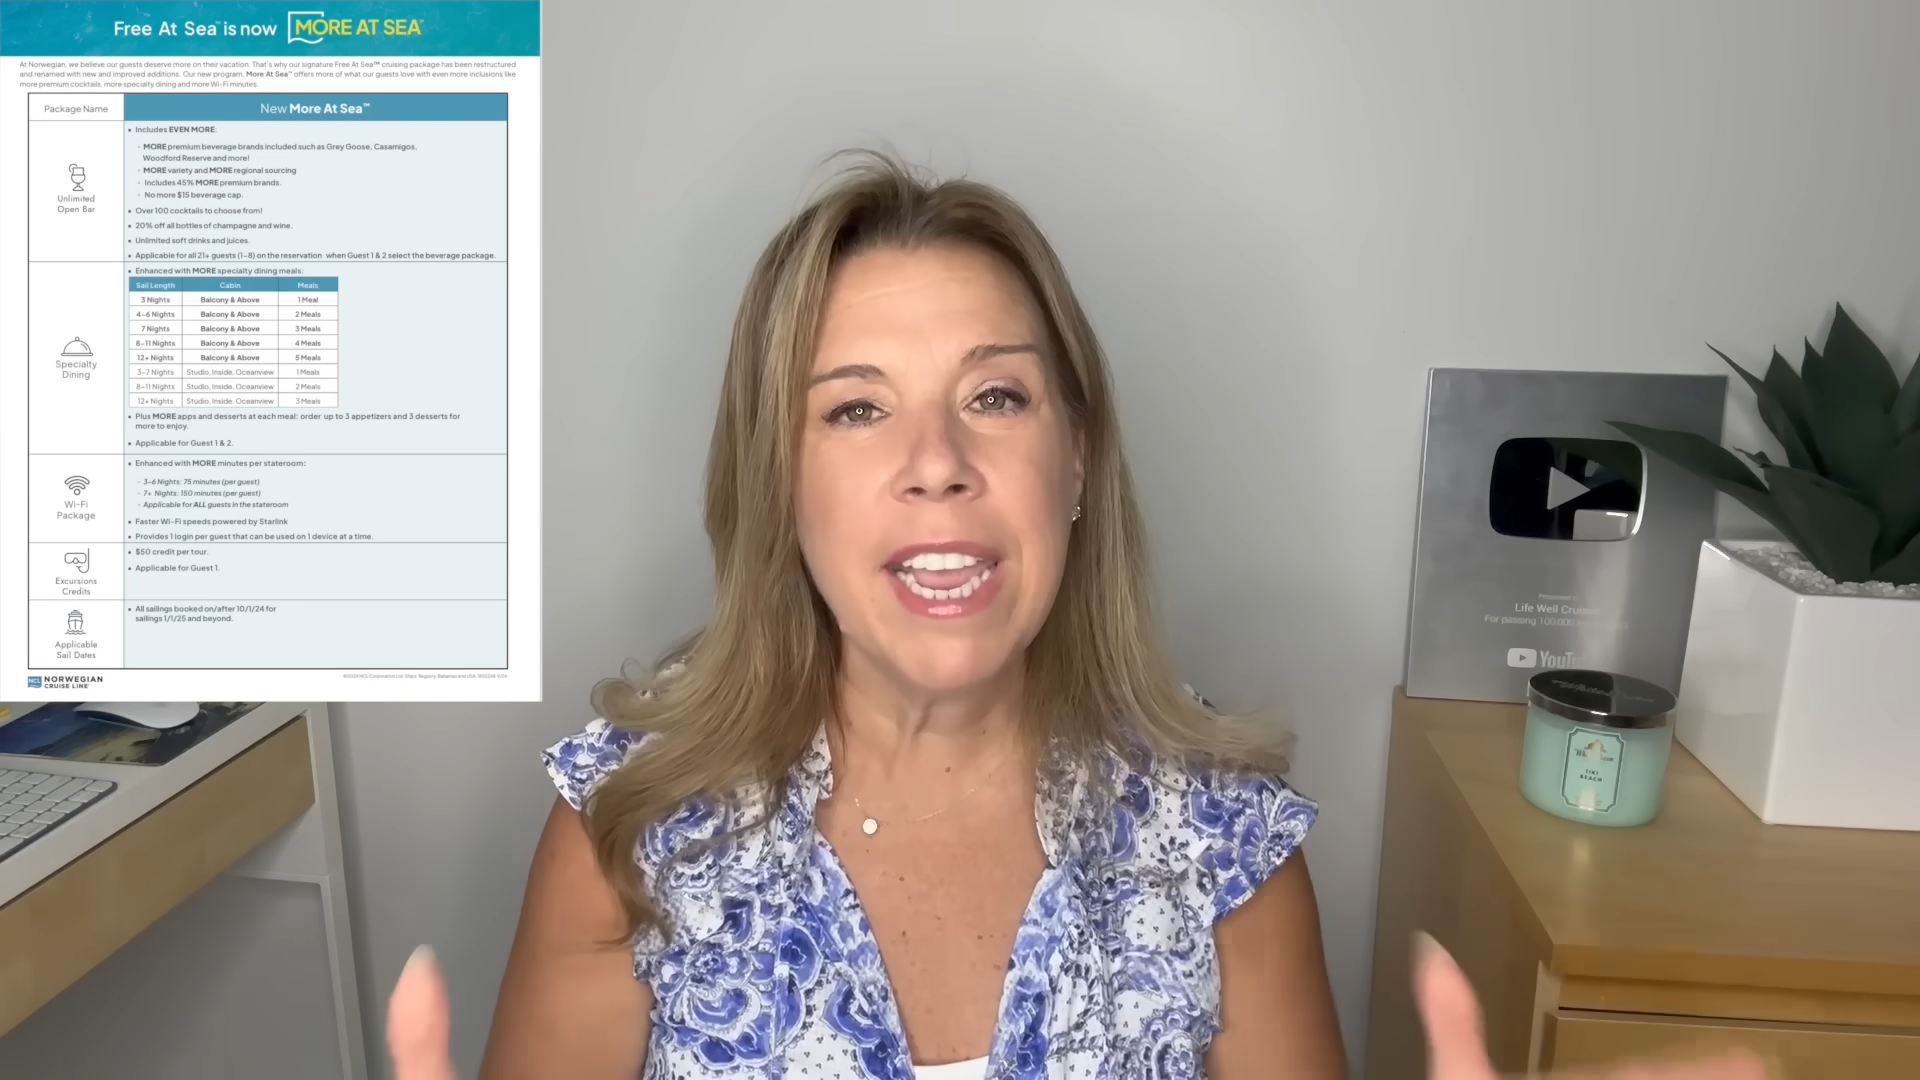 Free At Sea™ is now MORE AT SEA™
At Norwegian, we believe our guests deserve more on their vacation. That's why our signature Free At Sea™ cruising package has been restructured
and renamed with new and improved additions. Our new program, More At Sea™ offers more of what our guests love with even more inclusions like
more premium cocktails, more specialty dining and more Wi-Fi minutes.
Package Name
New More At Sea™
Unlimited
Open Bar
• Includes EVEN MORE:
◦ MORE premium beverage brands included such as Grey Goose, Casamigos,
Woodford Reserve and more!
◦ MORE variety and MORE regional sourcing
◦ Includes 45% MORE premium brands.
◦ No more $15 beverage cap.
• Over 100 cocktails to choose from!
• 20% off all bottles of champagne and wine.
• Unlimited soft drinks and juices.
• Applicable for all 21+ guests (1–8) on the reservation when Guest 1 & 2 select the beverage package.
Specialty
Dining
• Enhanced with MORE specialty dining meals:
Sail Length Cabin Meals
3 Nights Balcony & Above 1 Meal
4–6 Nights Balcony & Above 2 Meals
7 Nights Balcony & Above 3 Meals
8–11 Nights Balcony & Above 4 Meals
12+ Nights Balcony & Above 5 Meals
3–7 Nights Studio, Inside, Oceanview 1 Meals
8–11 Nights Studio, Inside, Oceanview 2 Meals
12+ Nights Studio, Inside, Oceanview 3 Meals
• Plus MORE apps and desserts at each meal: order up to 3 appetizers and 3 desserts for
more to enjoy.
• Applicable for Guest 1 & 2.
Wi-Fi
Package
• Enhanced with MORE minutes per stateroom:
◦ 3–6 Nights: 75 minutes (per guest)
◦ 7+ Nights: 150 minutes (per guest)
◦ Applicable for ALL guests in the stateroom
• Faster Wi-Fi speeds powered by Starlink
• Provides 1 login per guest that can be used on 1 device at a time.
Excursions
Credits
• $50 credit per tour.
• Applicable for Guest 1.
Applicable
Sail Dates
• All sailings booked on/after 10/1/24 for
sailings 1/1/25 and beyond.
NCL NORWEGIAN
CRUISE LINE
Presented to
Life Well Cruised
For passing 100,000
YouTu
TIKI
BEACH